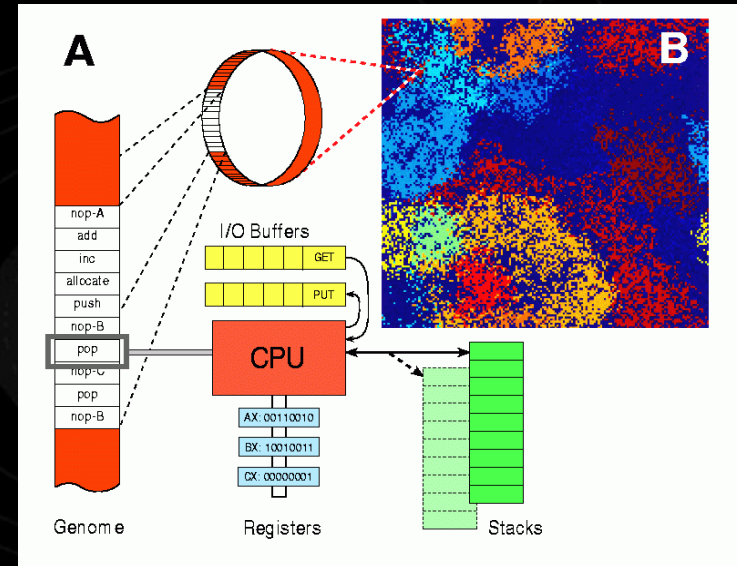 A
B
nop-A
add
inc
allocate
push
nop-B
pop
nop-C
pop
nop-B
Genome
I/O Buffers
GET
PUT
CPU
AX: 00110010
BX: 10010011
CX: 00000001
Registers
Stacks